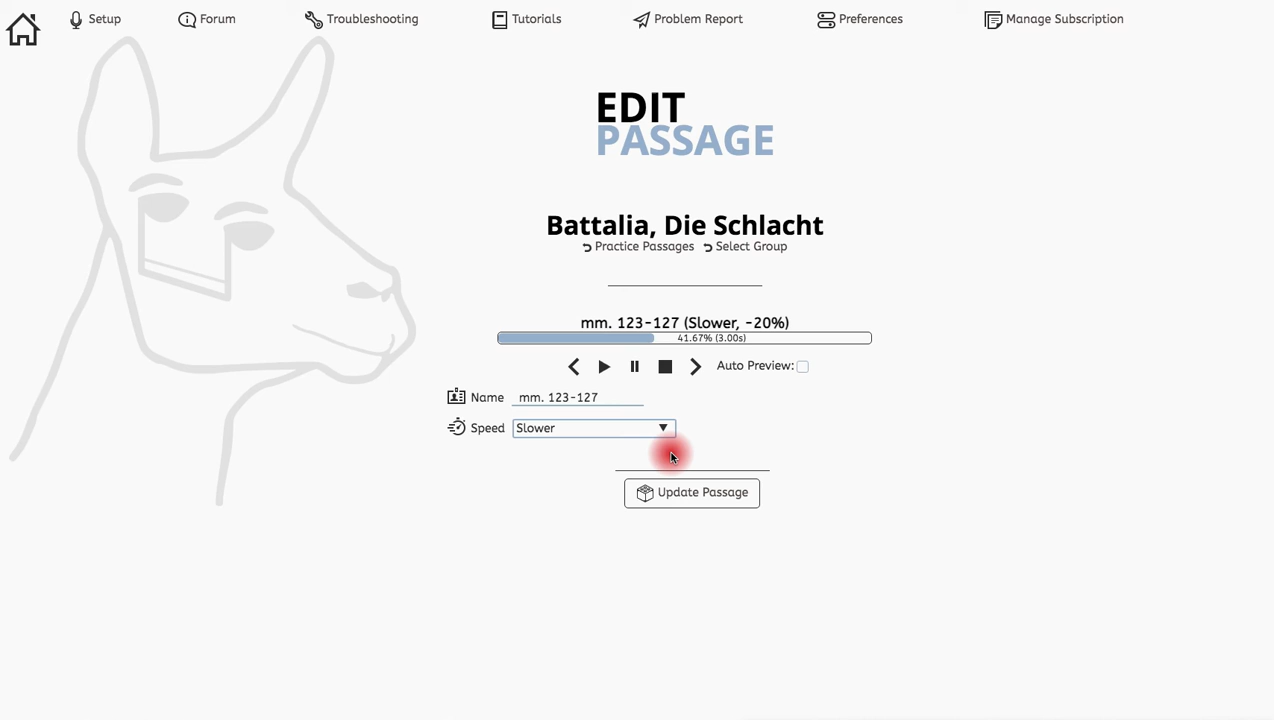 Setup Forum Troubleshooting Tutorials Problem Report Preferences Manage Subscription
EDIT
PASSAGE
Battalia, Die Schlacht
Practice Passages Select Group
mm. 123-127 (Slower, -20%)
41.67% (3.00s)
Auto Preview:
Name mm. 123-127
Speed Slower
Update Passage